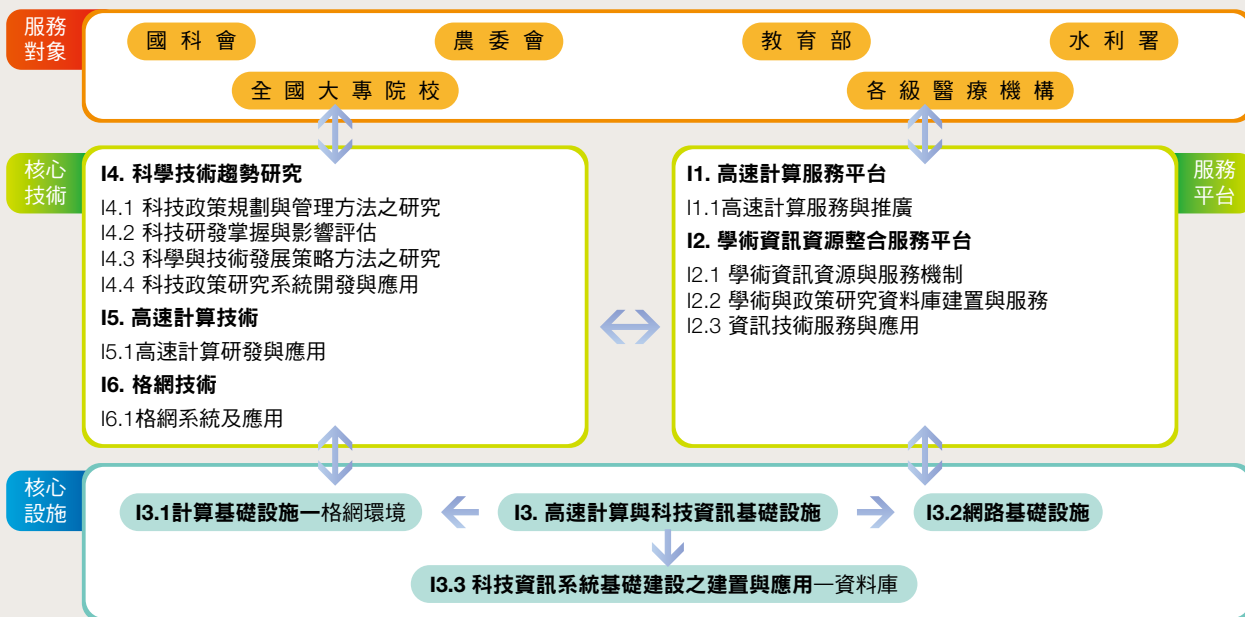 服務
對象
國科會
農委會
教育部
水利署
全國大專院校
各級醫療機構
核心
技術
I4. 科學技術趨勢研究
I4.1 科技政策規劃與管理方法之研究
I4.2 科技研發掌握與影響評估
I4.3 科學與技術發展策略方法之研究
I4.4 科技政策研究系統開發與應用
I5. 高速計算技術
I5.1高速計算研發與應用
I6. 格網技術
I6.1格網系統及應用
服務
平台
I1. 高速計算服務平台
I1.1高速計算服務與推廣
I2. 學術資訊資源整合服務平台
I2.1 學術資訊資源與服務機制
I2.2 學術與政策研究資料庫建置與服務
I2.3 資訊技術服務與應用
核心
設施
I3.1計算基礎設施一格網環境
I3. 高速計算與科技資訊基礎設施
I3.2網路基礎設施
I3.3 科技資訊系統基礎建設之建置與應用一資料庫